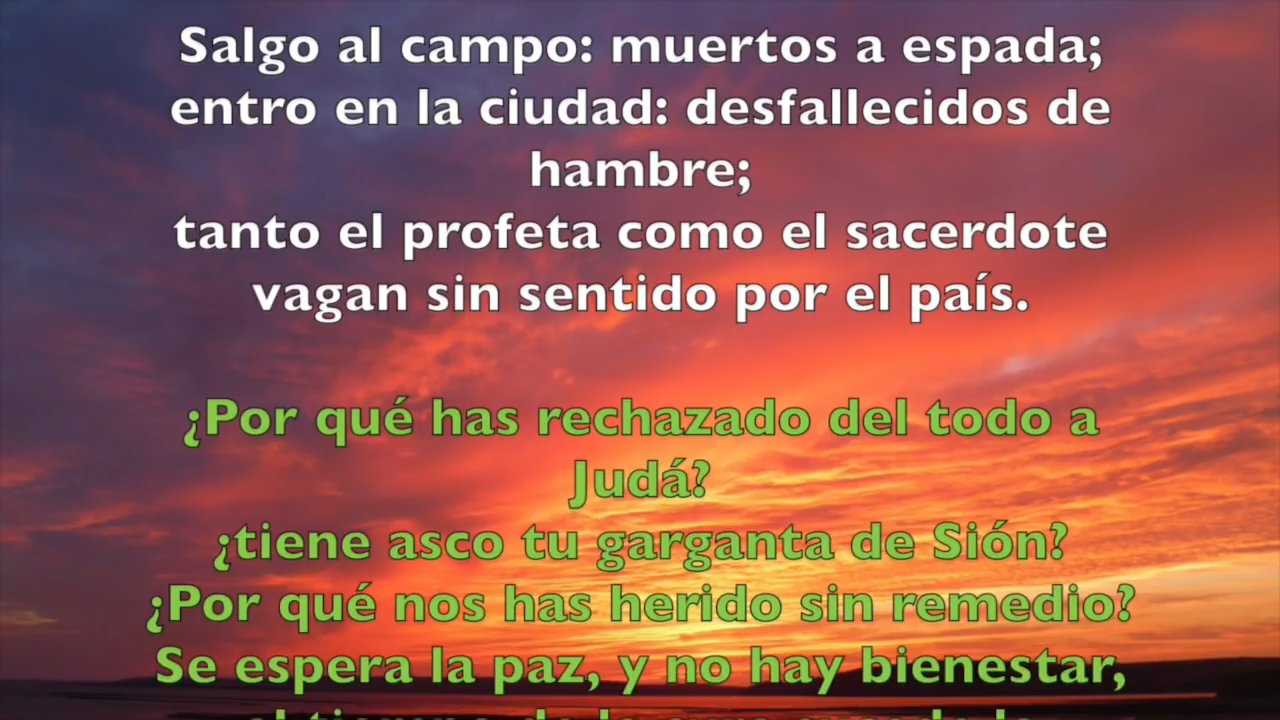 Salgo al campo: muertos a espada;
entro en la ciudad: desfallecidos de
hambre;
tanto el profeta como el sacerdote
vagan sin sentido por el país.
¿Por qué has rechazado del todo a
Judá?
¿tiene asco tu garganta de Sión?
¿Por qué nos has herido sin remedio?
Se espera la paz, y no hay bienestar,